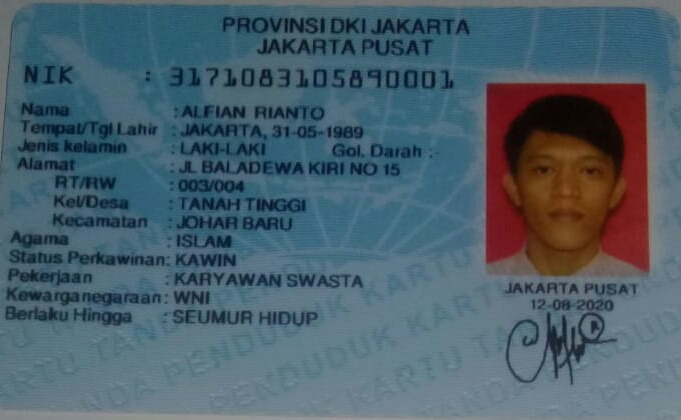 PROVINSI DKI JAKARTA
JAKARTA PUSAT
NIK : 3171083105890001
Nama : ALFIAN RIANTO
Tempat/Tgl Lahir : JAKARTA, 31-05-1989
Jenis kelamin : LAKI-LAKI Gol. Darah :-
Alamat : JL BALADEWA KIRI NO 15
RT/RW : 003/004
Kel/Desa : TANAH TINGGI
Kecamatan : JOHAR BARU
Agama : ISLAM
Status Perkawinan: KAWIN
Pekerjaan : KARYAWAN SWASTA
Kewarganegaraan: WNI
Berlaku Hingga : SEUMUR HIDUP
JAKARTA PUSAT
12-08-2020